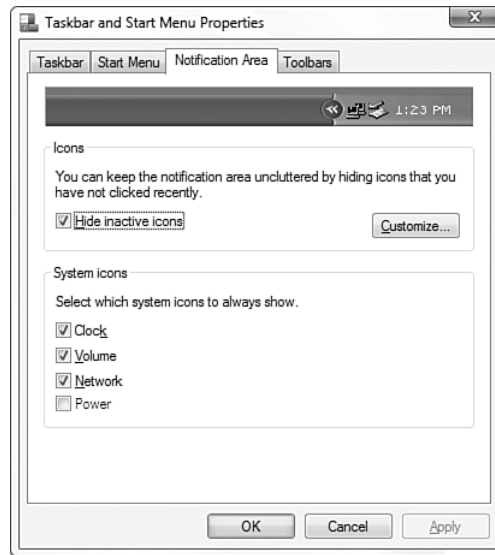 Taskbar and Start Menu Properties
X
Taskbar Start Menu Notification Area Toolbars
1:23 PM
Icons
You can keep the notification area uncluttered by hiding icons that you
have not clicked recently.
Hide inactive icons Customize...
System icons
Select which system icons to always show.
Clock
Volume
Network
Power
OK Cancel Apply